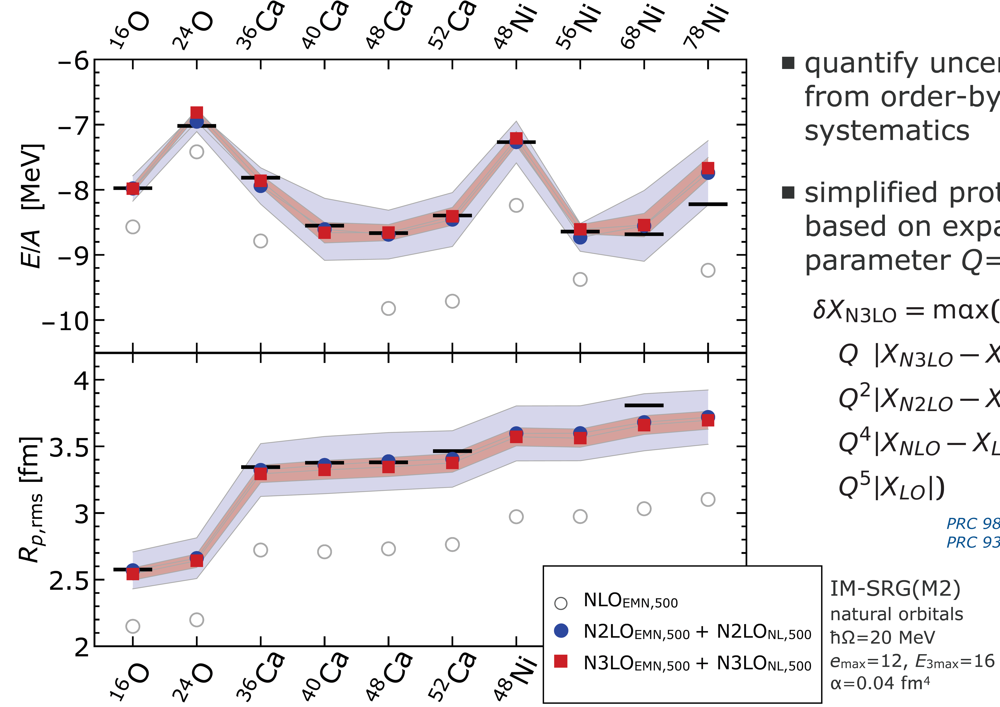 16O 24O 36Ca 40Ca 48Ca 52Ca 48Ni 56Ni 68Ni 78Ni
−6
−7
−8
−9
−10
E/A [MeV]
4
3.5
3
2.5
2
Rp,rms [fm]
16O 24O 36Ca 40Ca 48Ca 52Ca 48Ni
NLOEMN,500
N2LOEMN,500 + N2LONL,500
N3LOEMN,500 + N3LONL,500
■ quantify uncer
from order-by
systematics
■ simplified prot
based on expa
parameter Q=
δXN3LO = max(
Q |XN3LO − X
Q2|XN2LO − X
Q4|XNLO − XL
Q5|XLO|)
PRC 98
PRC 93
IM-SRG(M2)
natural orbitals
ħΩ=20 MeV
emax=12, E3max=16
α=0.04 fm4